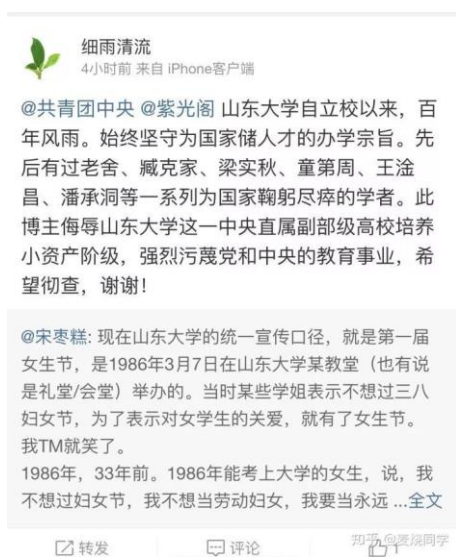 细雨清流
4小时前 来自 iPhone客户端
@共青团中央 @紫光阁 山东大学自立校以来，百
年风雨。始终坚守为国家储人才的办学宗旨。先
后有过老舍、臧克家、梁实秋、童第周、王淦
昌、潘承洞等一系列为国家鞠躬尽瘁的学者。此
博主侮辱山东大学这一中央直属副部级高校培养
小资产阶级，强烈污蔑党和中央的教育事业，希
望彻查，谢谢！
@宋枣糕: 现在山东大学的统一宣传口径，就是第一届
女生节，是1986年3月7日在山东大学某教堂（也有说
是礼堂/会堂）举办的。当时某些学姐表示不想过三八
妇女节，为了表示对女学生的关爱，就有了女生节。
我TM就笑了。
1986年，33年前。1986年能考上大学的女生，说，我
不想过妇女节，我不想当劳动妇女，我要当永远 ...全文
转发 评论 1
知乎 @麦烧同学